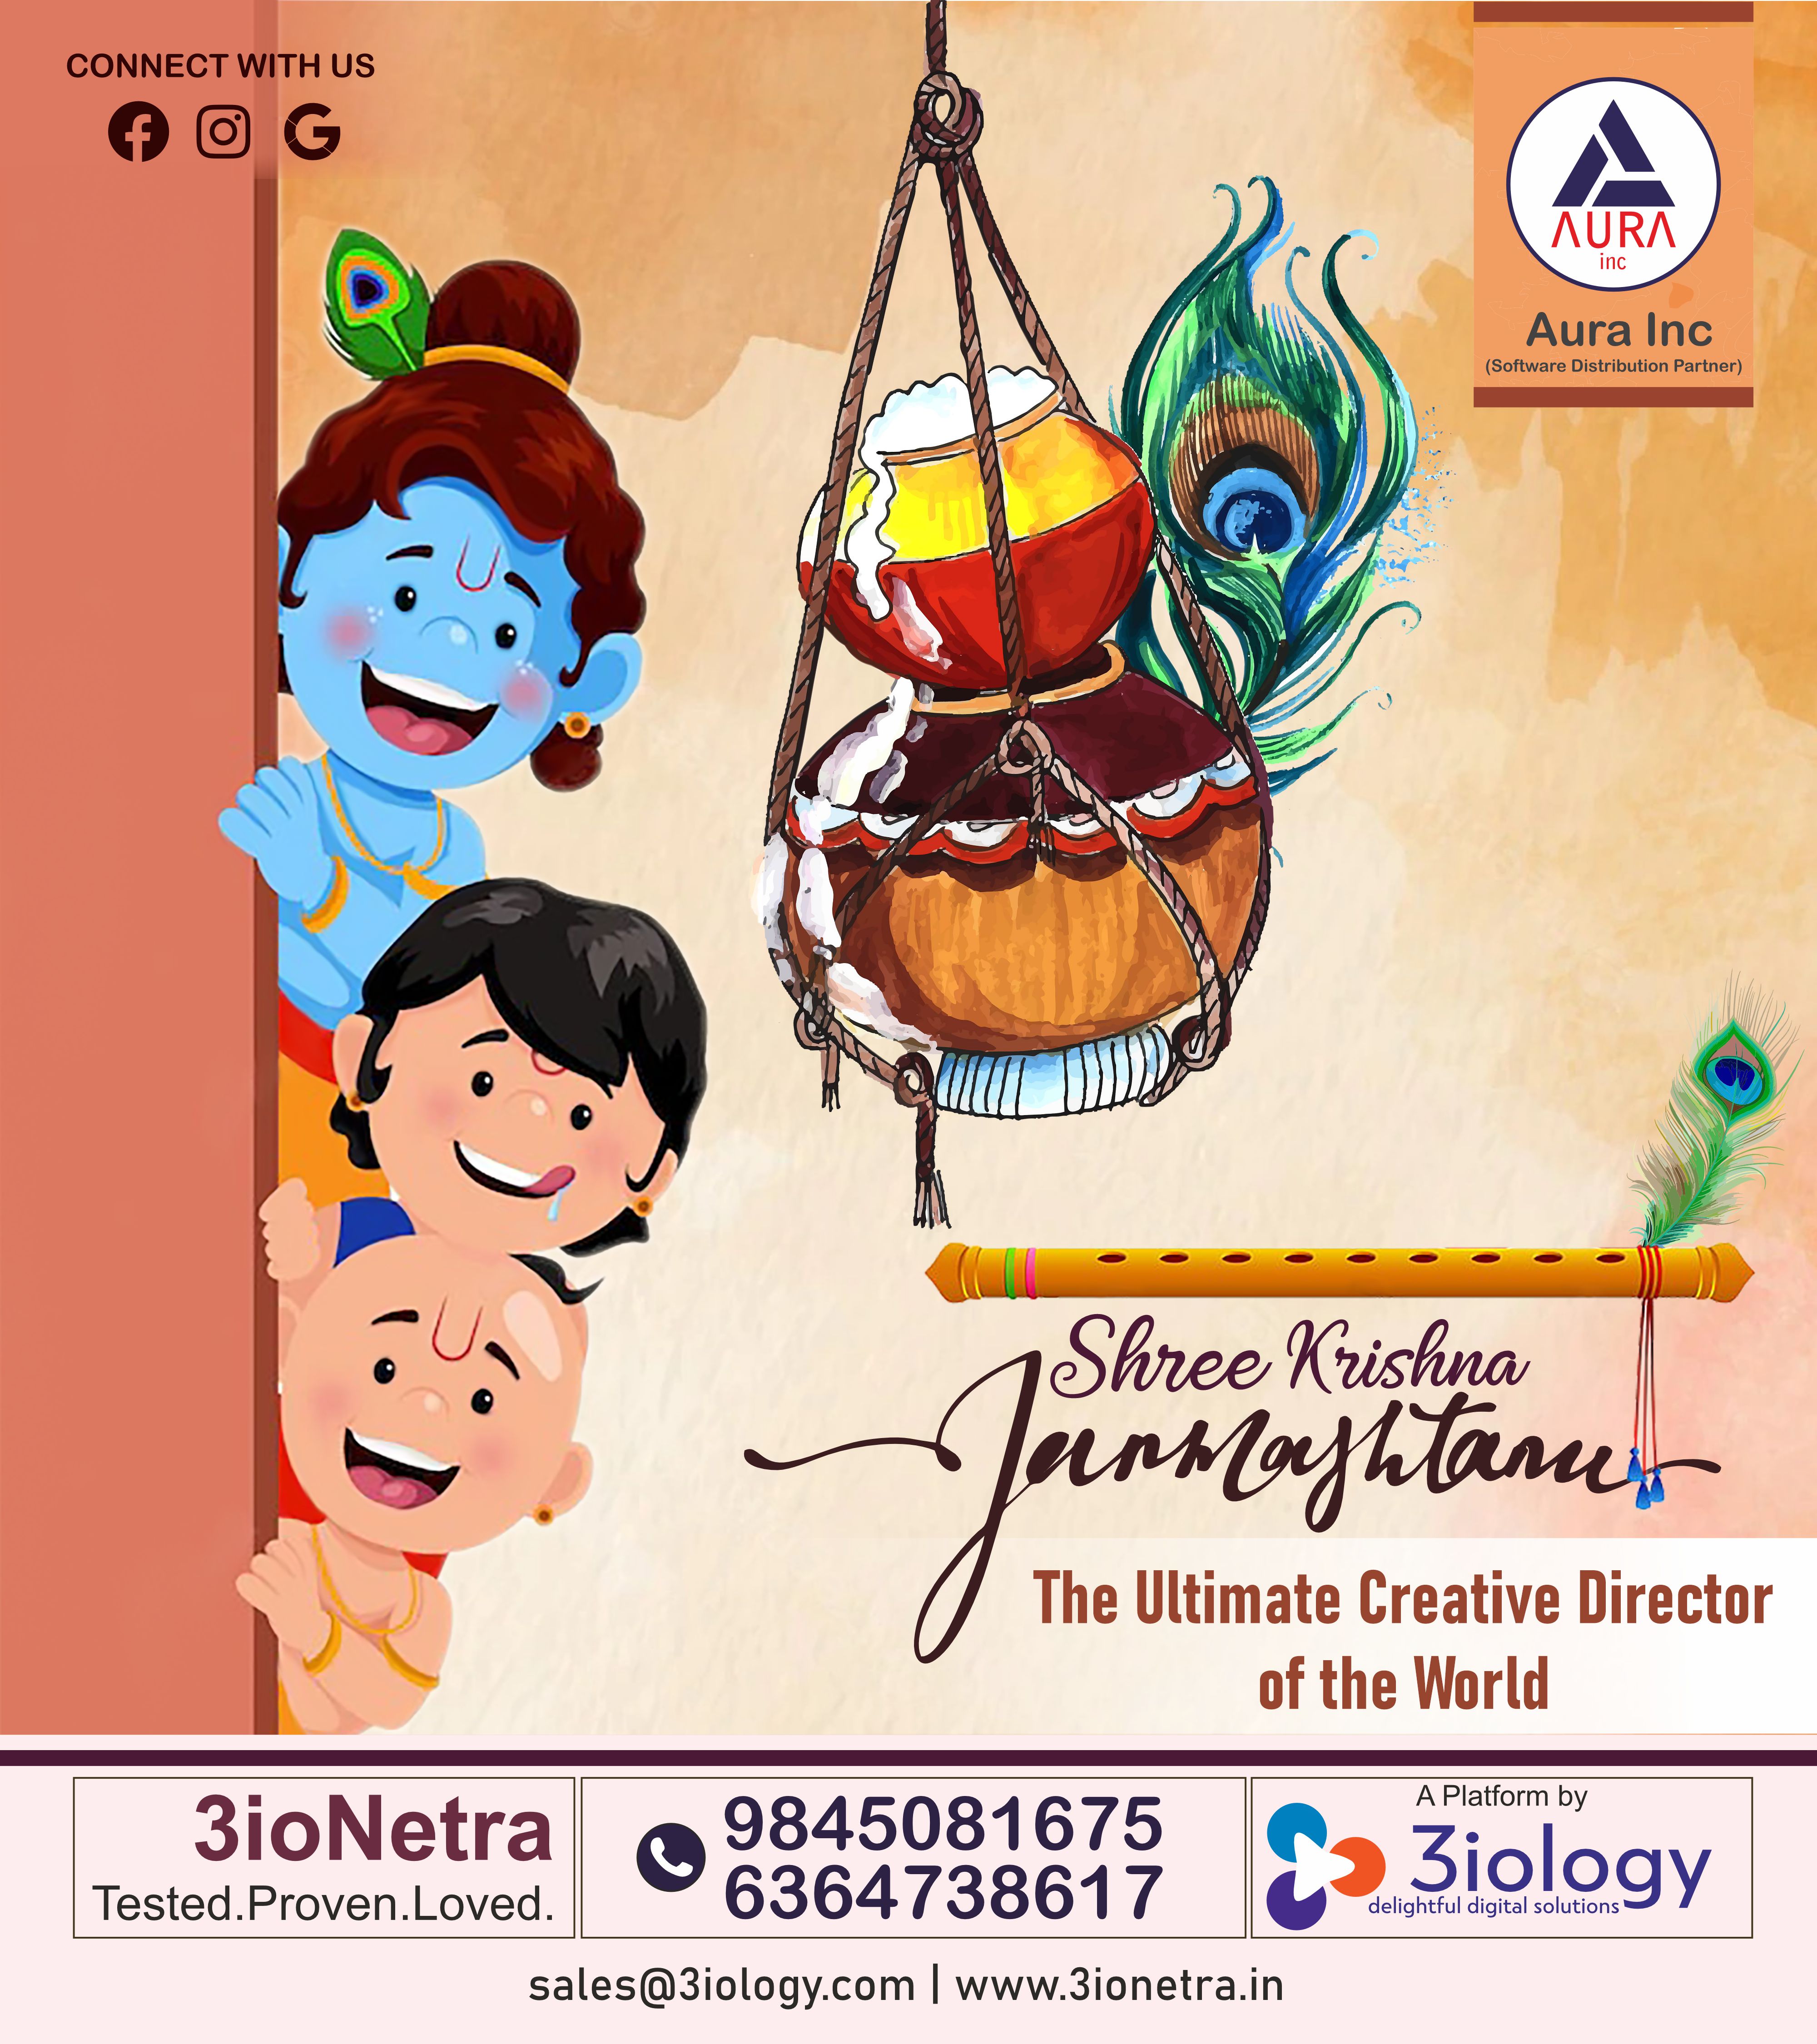 CONNECT WITH US
AURA
inc
Aura Inc
(Software Distribution Partner)
Shree Krishna
Janmashtami
The Ultimate Creative Director
of the World
3ioNetra
Tested.Proven.Loved.
9845081675
6364738617
A Platform by
3iology
delightful digital solutions
sales@3iology.com | www.3ionetra.in